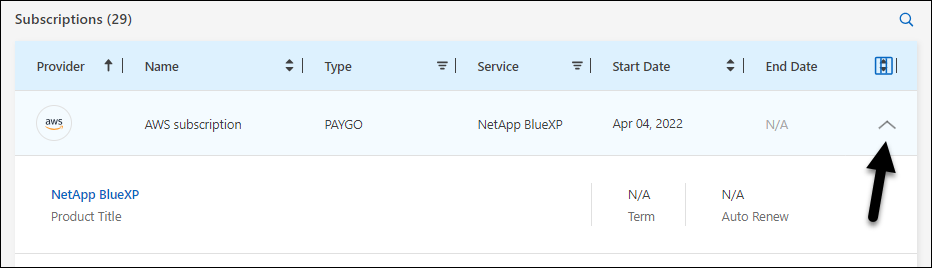 Subscriptions (29)
Provider Name Type Service Start Date End Date
aws AWS subscription PAYGO NetApp BlueXP Apr 04, 2022 N/A
NetApp BlueXP N/A N/A
Product Title Term Auto Renew